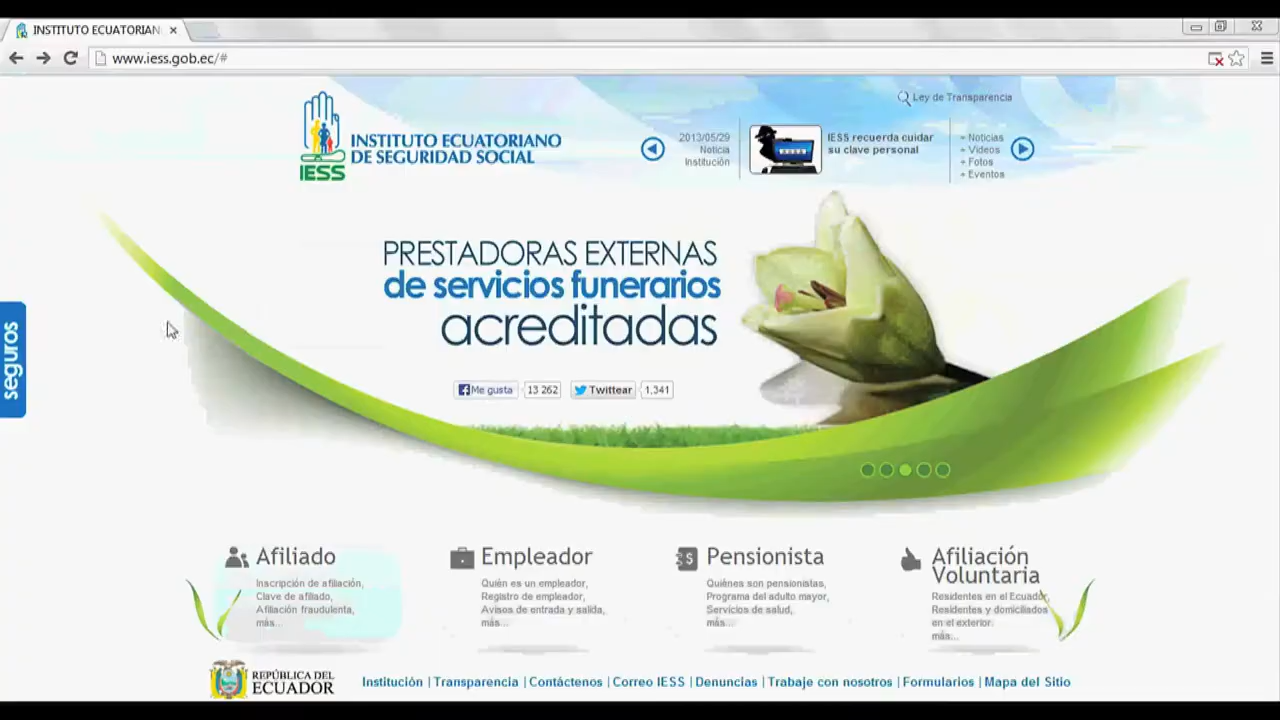 INSTITUTO ECUATORIAN
www.iess.gob.ec/#
Ley de Transparencia
IESS
INSTITUTO ECUATORIANO
DE SEGURIDAD SOCIAL
2013/05/29
Noticia
Institución
IESS recuerda cuidar
su clave personal
Noticias
Videos
Fotos
Eventos
PRESTADORAS EXTERNAS
de servicios funerarios
acreditadas
Me gusta 13 262 Twittear 1,341
seguros
Afiliado
Inscripción de afiliación,
Clave de afiliado,
Afiliación fraudulenta,
más...
Empleador
Quién es un empleador,
Registro de empleador,
Avisos de entrada y salida,
más...
Pensionista
Quiénes son pensionistas,
Programa del adulto mayor,
Servicios de salud,
más...
Afiliación
Voluntaria
Residentes en el Ecuador,
Residentes y domiciliados
en el exterior.
más...
REPÚBLICA DEL
ECUADOR
Institución | Transparencia | Contáctenos | Correo IESS | Denuncias | Trabaje con nosotros | Formularios | Mapa del Sitio